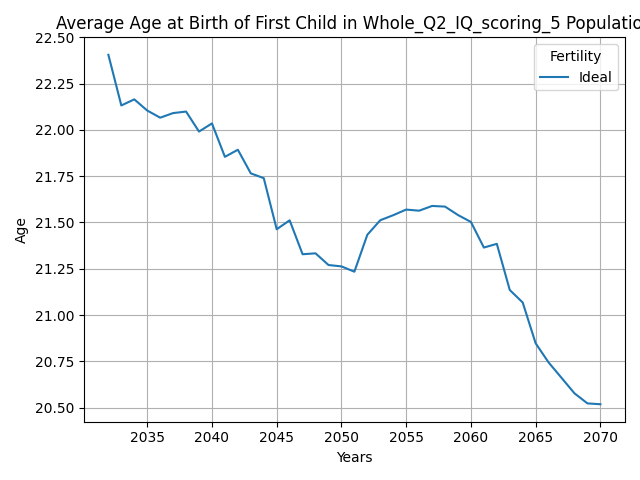 Average Age at Birth of First Child in Whole_Q2_IQ_scoring_5 Populatio
Fertility
Ideal
22.50
22.25
22.00
21.75
21.50
21.25
21.00
20.75
20.50
Age
2035 2040 2045 2050 2055 2060 2065 2070
Years